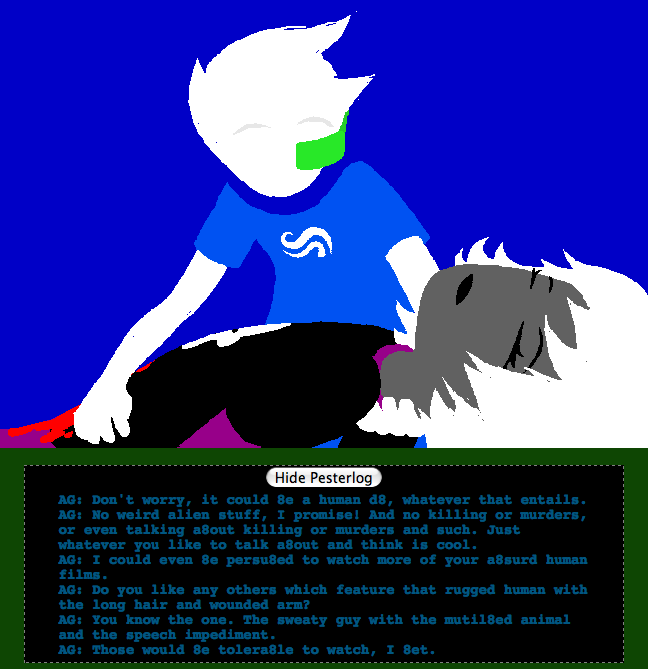 Hide Pesterlog
AG: Don't worry, it could 8e a human d8, whatever that entails.
AG: No weird alien stuff, I promise! And no killing or murders,
or even talking a8out killing or murders and such. Just
whatever you like to talk a8out and think is cool.
AG: I could even 8e persu8ed to watch more of your a8surd human
films.
AG: Do you like any others which feature that rugged human with
the long hair and wounded arm?
AG: You know the one. The sweaty guy with the mutil8ed animal
and the speech impediment.
AG: Those would 8e tolera8le to watch, I 8et.